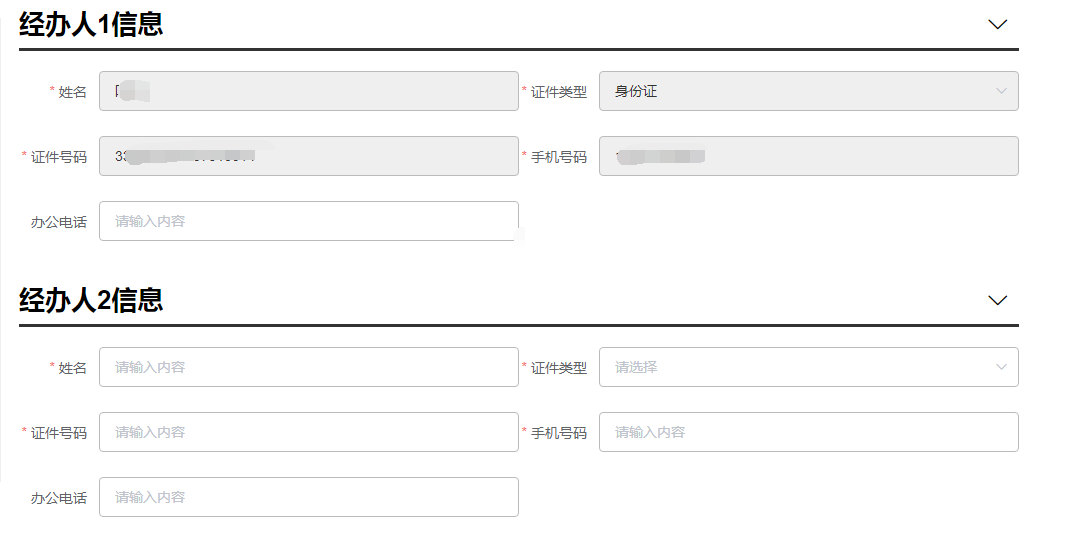 经办人1信息
* 姓名
* 证件类型 身份证
* 证件号码 33
* 手机号码
办公电话 请输入内容
经办人2信息
* 姓名 请输入内容
* 证件类型 请选择
* 证件号码 请输入内容
* 手机号码 请输入内容
办公电话 请输入内容